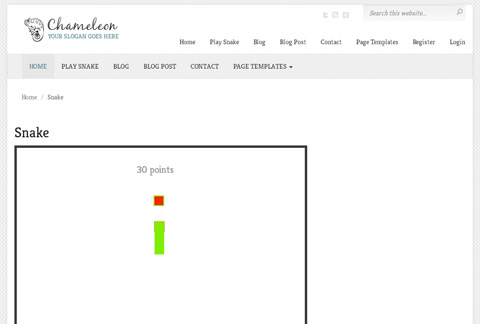 Chameleon
YOUR SLOGAN GOES HERE
Search this website...
Home Play Snake Blog Blog Post Contact Page Templates Register Login
HOME PLAY SNAKE BLOG BLOG POST CONTACT PAGE TEMPLATES
Home / Snake
Snake
30 points